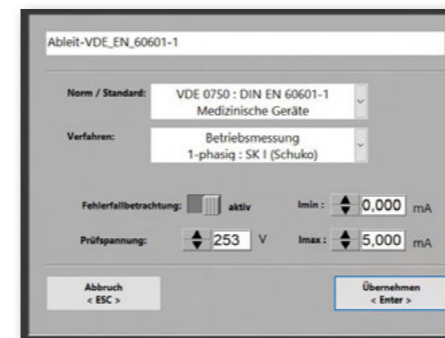 Ableit-VDE_EN_60601-1
Norm / Standard: VDE 0750 : DIN EN 60601-1
Medizinische Geräte
Verfahren: Betriebsmessung
1-phasig : SK I (Schuko)
Fehlerfallbetrachtung: aktiv Imin : 0,000 mA
Prüfspannung: 253 V Imax : 5,000 mA
Abbruch Übernehmen
< ESC > < Enter >